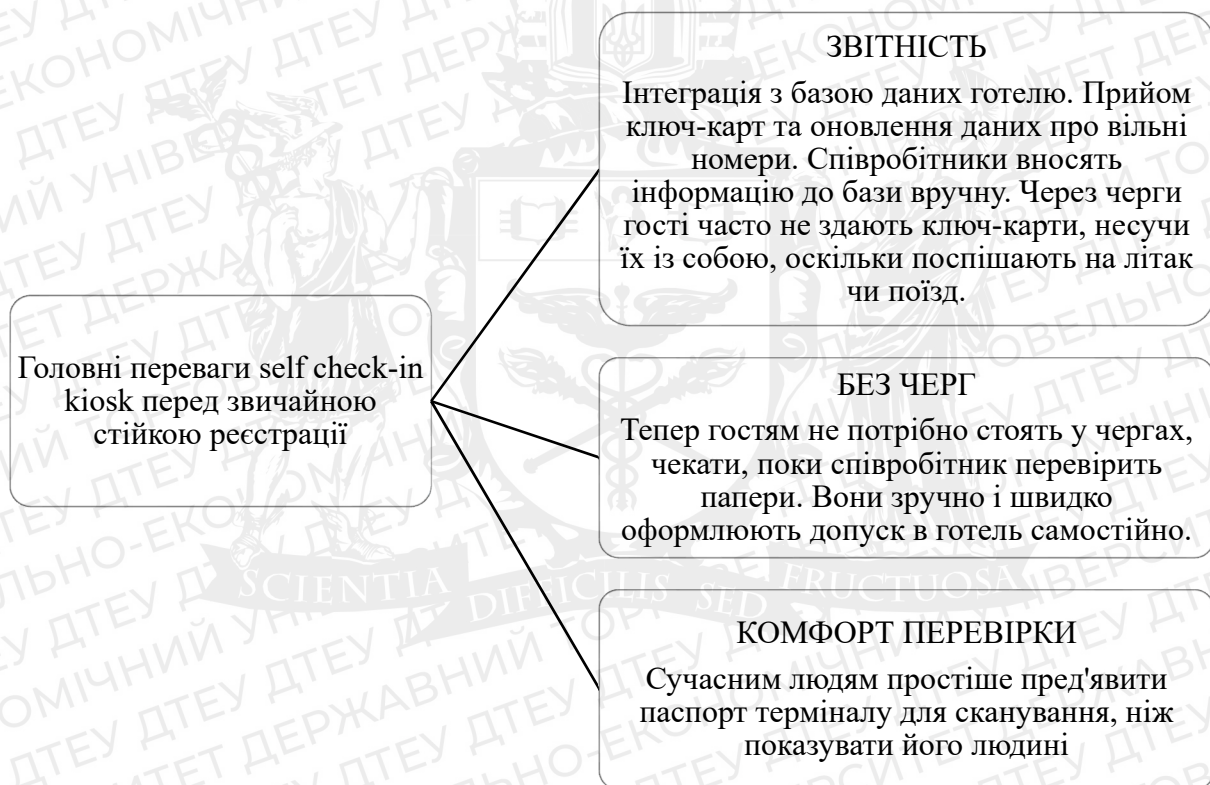 Головні переваги self check-in
kiosk перед звичайною
стійкою реєстрації
ЗВІТНІСТЬ
Інтеграція з базою даних готелю. Прийом
ключ-карт та оновлення даних про вільні
номери. Співробітники вносять
інформацію до бази вручну. Через черги
гості часто не здають ключ-карти, несучи
їх із собою, оскільки поспішають на літак
чи поїзд.
БЕЗ ЧЕРГ
Тепер гостям не потрібно стоять у чергах,
чекати, поки співробітник перевірить
папери. Вони зручно і швидко
оформлюють допуск в готель самостійно.
КОМФОРТ ПЕРЕВІРКИ
Сучасним людям простіше пред'явити
паспорт терміналу для сканування, ніж
показувати його людині
SCIENTIA DIFFICILIS SED FRUCTUOSA